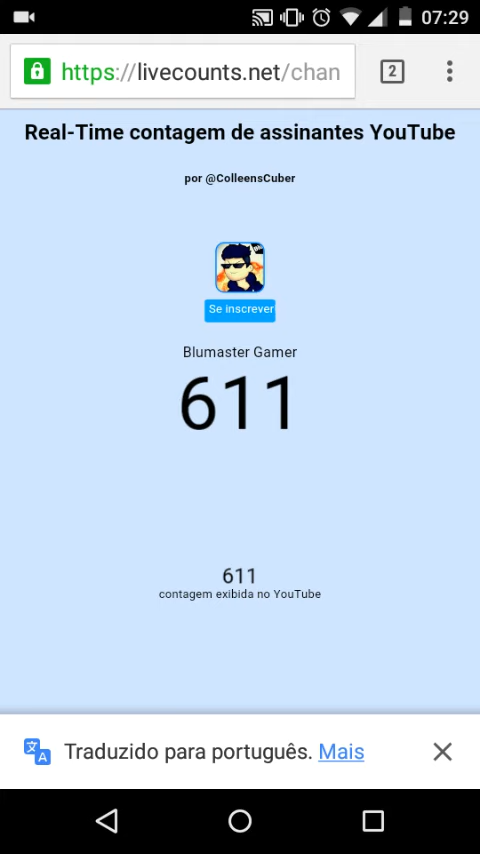 07:29
https://livecounts.net/chan
2
Real-Time contagem de assinantes YouTube
por @ColleensCuber
Se inscrever
Blumaster Gamer
611
611
contagem exibida no YouTube
Traduzido para português. Mais